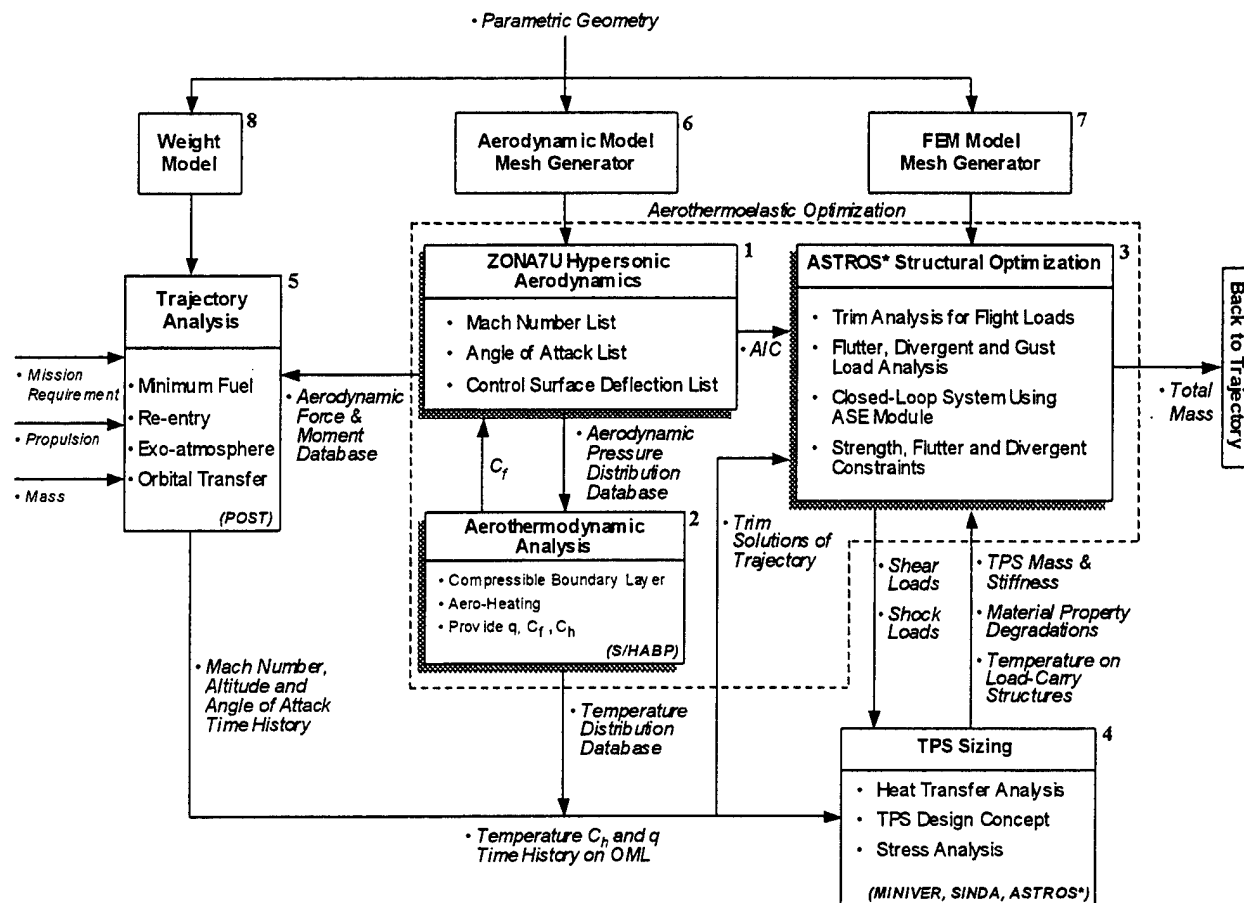 • Parametric Geometry
8
Weight
Model
6
Aerodynamic Model
Mesh Generator
7
FEM Model
Mesh Generator
Aerothermoelastic Optimization
5
Trajectory
Analysis
• Minimum Fuel
• Re-entry
• Exo-atmosphere
• Orbital Transfer
(POST)
• Mission
Requirement
• Propulsion
• Mass
• Aerodynamic
Force &
Moment
Database
1
ZONA7U Hypersonic
Aerodynamics
• Mach Number List
• Angle of Attack List
• Control Surface Deflection List
• AIC
3
ASTROS* Structural Optimization
• Trim Analysis for Flight Loads
• Flutter, Divergent and Gust
Load Analysis
• Closed-Loop System Using
ASE Module
• Strength, Flutter and Divergent
Constraints
• Total
Mass
Back to Trajectory
Cf
• Aerodynamic
Pressure
Distribution
Database
2
Aerothermodynamic
Analysis
• Compressible Boundary Layer
• Aero-Heating
• Provide q, Cf, Ch
(S/HABP)
• Trim
Solutions of
Trajectory
• Shear
Loads
• Shock
Loads
• TPS Mass &
Stiffness
• Material Property
Degradations
• Temperature on
Load-Carry
Structures
• Mach Number,
Altitude and
Angle of Attack
Time History
• Temperature
Distribution
Database
• Temperature Ch and q
Time History on OML
4
TPS Sizing
• Heat Transfer Analysis
• TPS Design Concept
• Stress Analysis
(MINIVER, SINDA, ASTROS*)